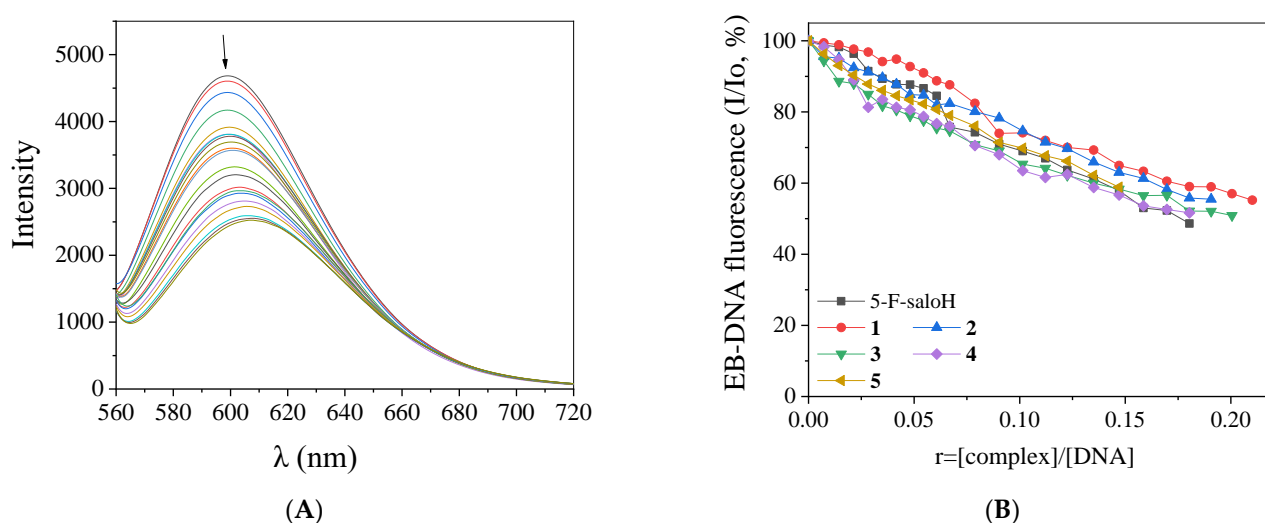 5000
4000
3000
2000
1000
0
Intensity
560 580 600 620 640 660 680 700 720
λ (nm)
(A)
100
80
60
40
20
0
EB-DNA fluorescence (I/Io, %)
5-F-saloH
1 2
3 4
5
0.00 0.05 0.10 0.15 0.20
r=[complex]/[DNA]
(B)